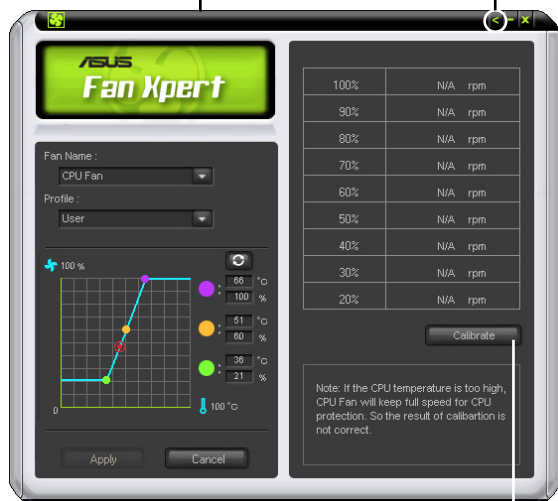 ASUS
Fan Xpert
Fan Name :
CPU Fan
Profile :
User
100 %
: 66 °C
100 %
: 51 °C
60 %
: 36 °C
21 %
0
100 °C
Apply Cancel
100% N/A rpm
90% N/A rpm
80% N/A rpm
70% N/A rpm
60% N/A rpm
50% N/A rpm
40% N/A rpm
30% N/A rpm
20% N/A rpm
Calibrate
Note: If the CPU temperature is too high,
CPU Fan will keep full speed for CPU
protection. So the result of calibartion is
not correct.